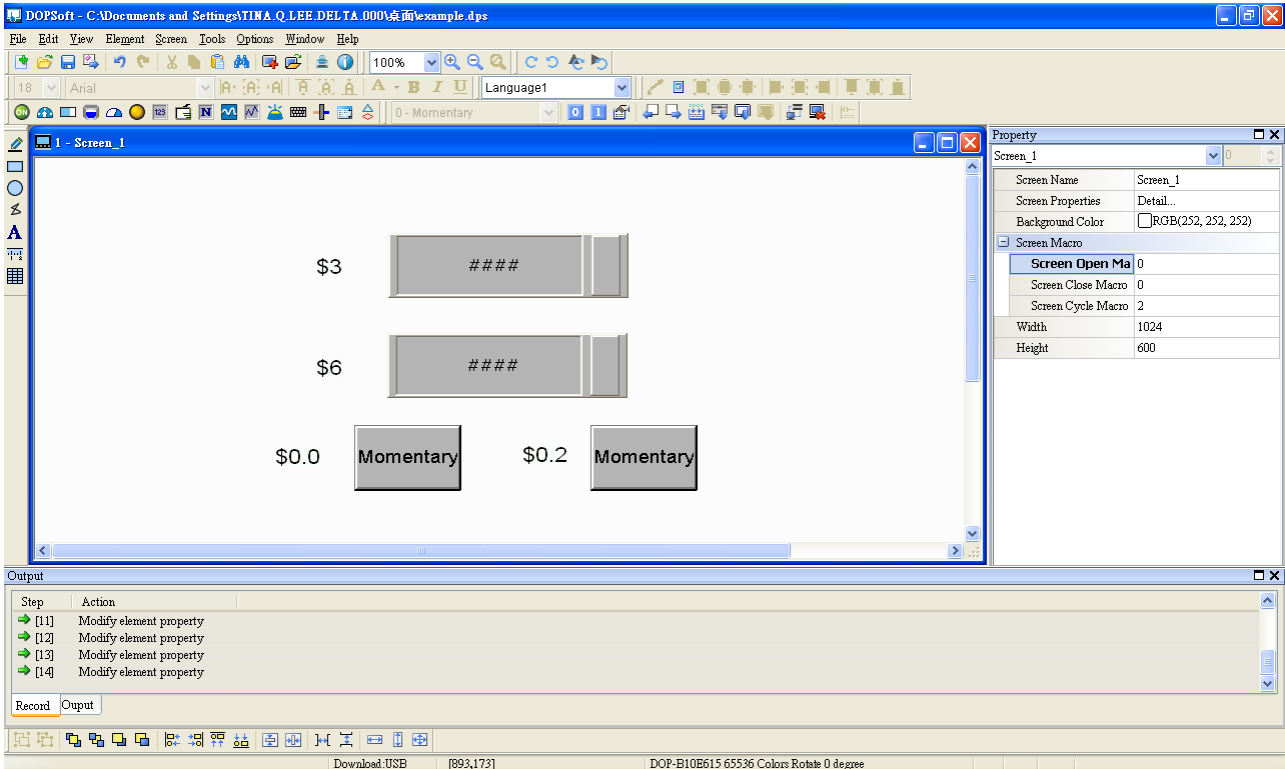 DOPSoft - C:\Documents and Settings\TINA.Q.LEE.DELTA.000\桌面\example.dps
File Edit View Element Screen Tools Options Window Help
100%
18 Arial Language1
0 - Momentary
1 - Screen_1
$3 ####
$6 ####
$0.0 Momentary $0.2 Momentary
Property
Screen_1 0
Screen Name Screen_1
Screen Properties Detail...
Background Color RGB(252, 252, 252)
Screen Macro
Screen Open Ma 0
Screen Close Macro 0
Screen Cycle Macro 2
Width 1024
Height 600
Output
Step Action
[11] Modify element property
[12] Modify element property
[13] Modify element property
[14] Modify element property
Record Ouput
Download:USB [893,173] DOP-B10E615 65536 Colors Rotate 0 degree